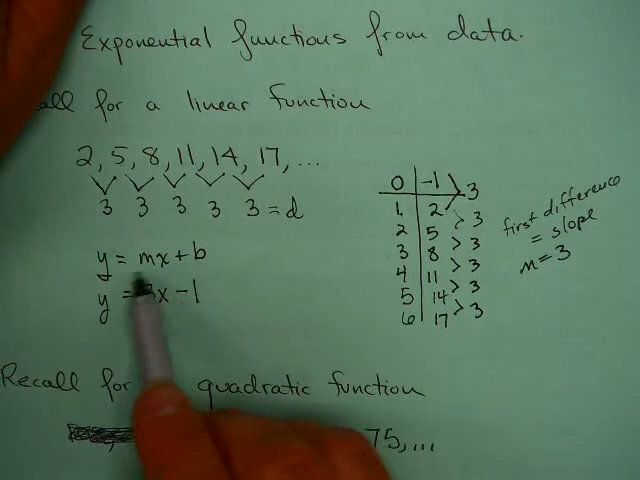 Exponential functions from data.
all for a linear function
2, 5, 8, 11, 14, 17, ...
3 3 3 3 3 = d
y = mx + b
y = 3x - 1
0 -1 > 3
1 2 > 3
2 5 > 3
3 8 > 3
4 11 > 3
5 14 > 3
6 17
first difference
= slope
m = 3
Recall for quadratic function
75, ...